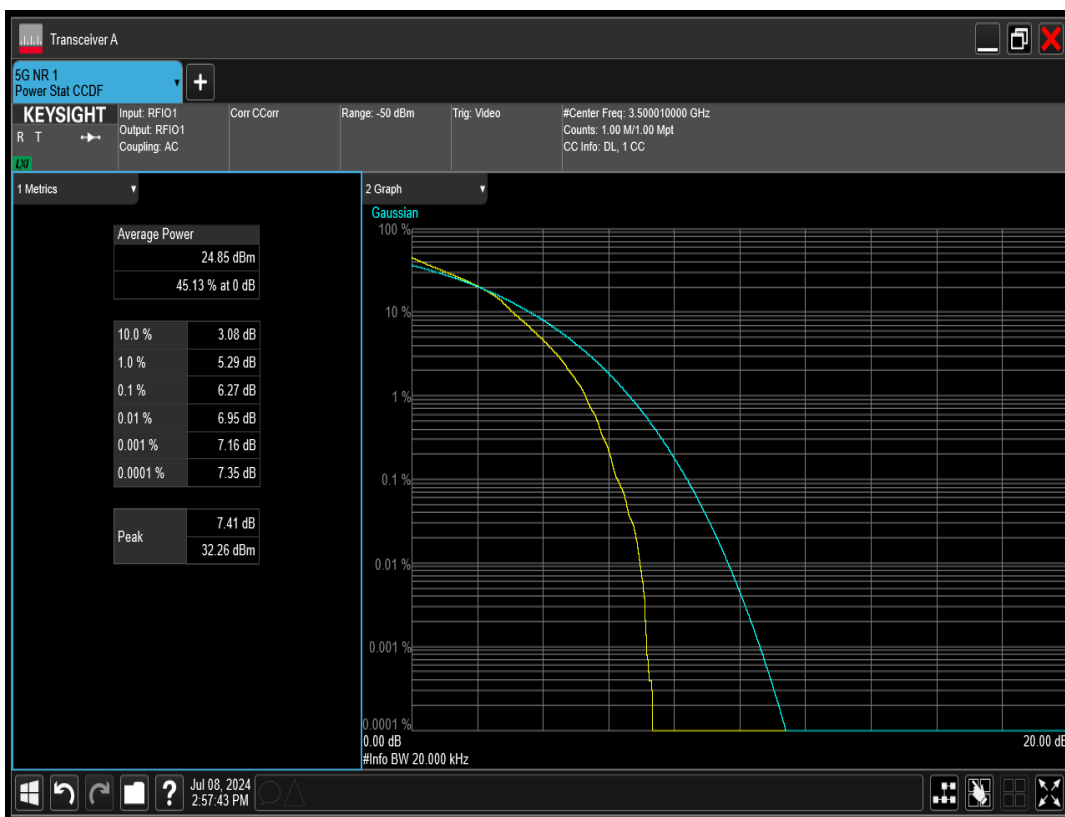 Transceiver A
5G NR 1
Power Stat CCDF
+
KEYSIGHT
R T
LXI
Input: RFIO1
Output: RFIO1
Coupling: AC
Corr CCorr
Range: -50 dBm
Trig: Video
#Center Freq: 3.500010000 GHz
Counts: 1.00 M/1.00 Mpt
CC Info: DL, 1 CC
1 Metrics
Average Power
24.85 dBm
45.13 % at 0 dB
10.0 % 3.08 dB
1.0 % 5.29 dB
0.1 % 6.27 dB
0.01 % 6.95 dB
0.001 % 7.16 dB
0.0001 % 7.35 dB
Peak
7.41 dB
32.26 dBm
2 Graph
Gaussian
100 %
10 %
1 %
0.1 %
0.01 %
0.001 %
0.0001 %
0.00 dB
20.00 dB
#Info BW 20.000 kHz
?
Jul 08, 2024
2:57:43 PM